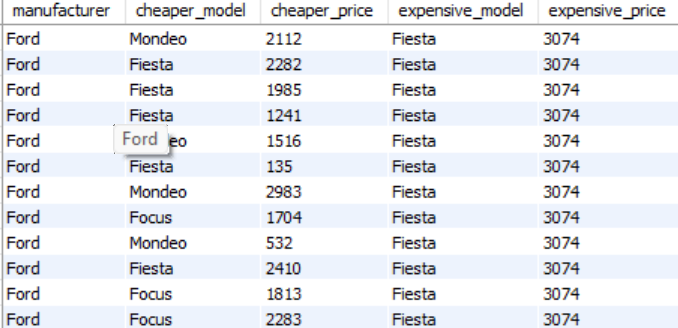 manufacturer cheaper_model cheaper_price expensive_model expensive_price
Ford Mondeo 2112 Fiesta 3074
Ford Fiesta 2282 Fiesta 3074
Ford Fiesta 1985 Fiesta 3074
Ford Fiesta 1241 Fiesta 3074
Ford eo 1516 Fiesta 3074
Ford
Ford Fiesta 135 Fiesta 3074
Ford Mondeo 2983 Fiesta 3074
Ford Focus 1704 Fiesta 3074
Ford Mondeo 532 Fiesta 3074
Ford Fiesta 2410 Fiesta 3074
Ford Focus 1813 Fiesta 3074
Ford Focus 2283 Fiesta 3074